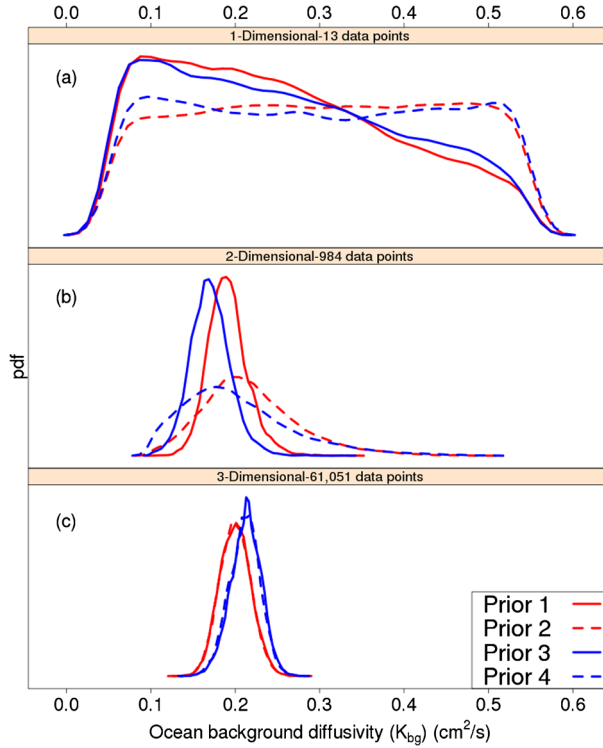 0.0 0.1 0.2 0.3 0.4 0.5 0.6
1-Dimensional-13 data points
(a)
2-Dimensional-984 data points
(b)
pdf
3-Dimensional-61,051 data points
(c)
Prior 1
Prior 2
Prior 3
Prior 4
0.0 0.1 0.2 0.3 0.4 0.5 0.6
Ocean background diffusivity (K_bg) (cm²/s)